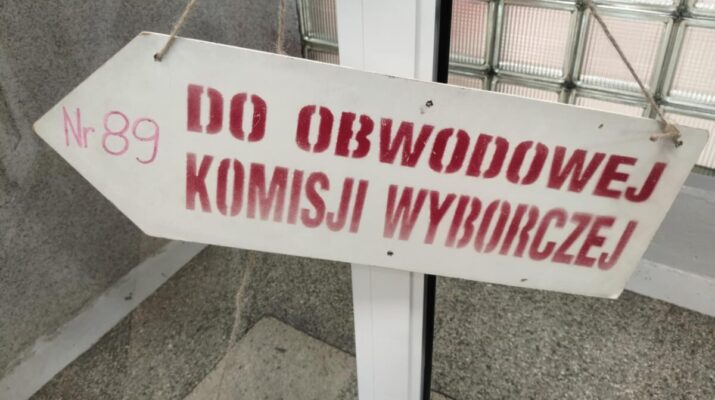 Nr 89
DO OBWODOWEJ
KOMISJI WYBORCZEJ